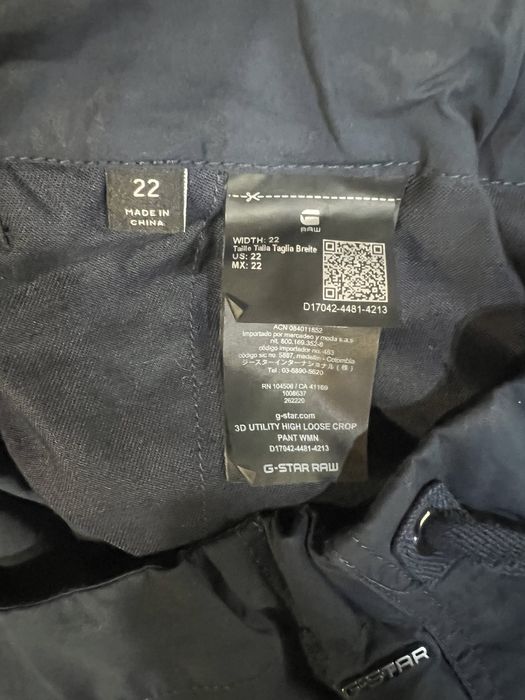 22
MADE IN
CHINA
RAW
WIDTH: 22
Taille Talla Taglia Breite
US: 22
MX: 22
D17042-4481-4213
ACN 084011852
Importado por mercadeo y moda s.a.s
nit. 800.169.352-8
código importador no. 483
código sic no. 5897, medellin - Colombia
ジースターインターナショナル（株）
Tel : 03-6890-5620
RN 104506 / CA 41169
1008637
262220
g-star.com
3D UTILITY HIGH LOOSE CROP
PANT WMN
D17042-4481-4213
G-STAR RAW
G-STAR